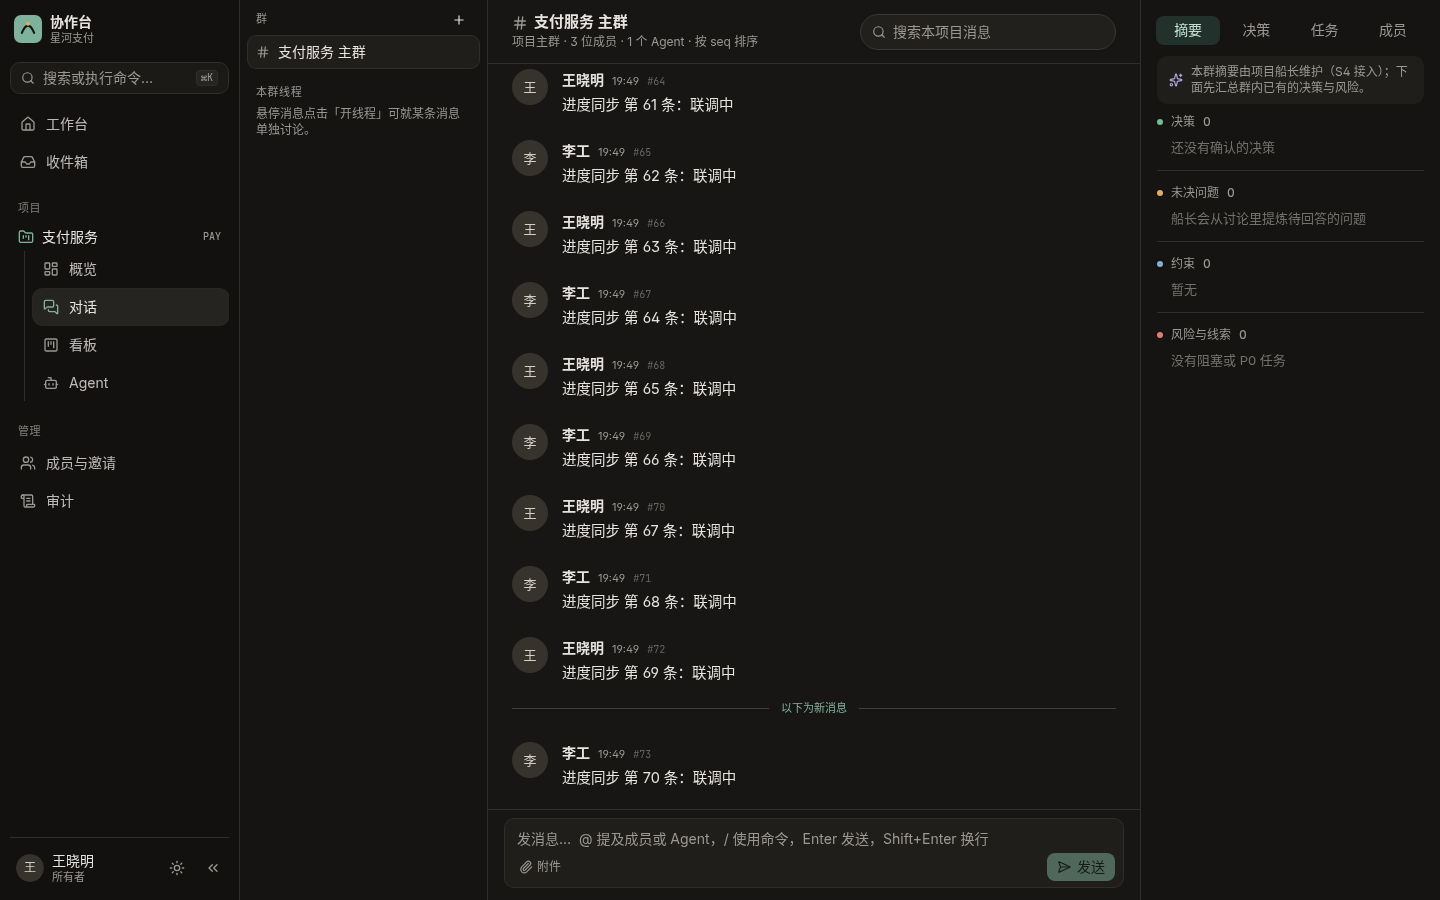 协作台
星河支付
搜索或执行命令... ⌘K
工作台
收件箱
项目
支付服务 PAY
概览
对话
看板
Agent
管理
成员与邀请
审计
王 王晓明
所有者
群
支付服务 主群
本群线程
悬停消息点击「开线程」可就某条消息
单独讨论。
支付服务 主群
项目主群 · 3 位成员 · 1 个 Agent · 按 seq 排序
搜索本项目消息
王 王晓明 19:49 #64
进度同步 第 61 条：联调中
李 李工 19:49 #65
进度同步 第 62 条：联调中
王 王晓明 19:49 #66
进度同步 第 63 条：联调中
李 李工 19:49 #67
进度同步 第 64 条：联调中
王 王晓明 19:49 #68
进度同步 第 65 条：联调中
李 李工 19:49 #69
进度同步 第 66 条：联调中
王 王晓明 19:49 #70
进度同步 第 67 条：联调中
李 李工 19:49 #71
进度同步 第 68 条：联调中
王 王晓明 19:49 #72
进度同步 第 69 条：联调中
以下为新消息
李 李工 19:49 #73
进度同步 第 70 条：联调中
发消息... @ 提及成员或 Agent，/ 使用命令，Enter 发送，Shift+Enter 换行
附件
发送
摘要 决策 任务 成员
本群摘要由项目船长维护（S4 接入）；下
面先汇总群内已有的决策与风险。
决策 0
还没有确认的决策
未决问题 0
船长会从讨论里提炼待回答的问题
约束 0
暂无
风险与线索 0
没有阻塞或 P0 任务